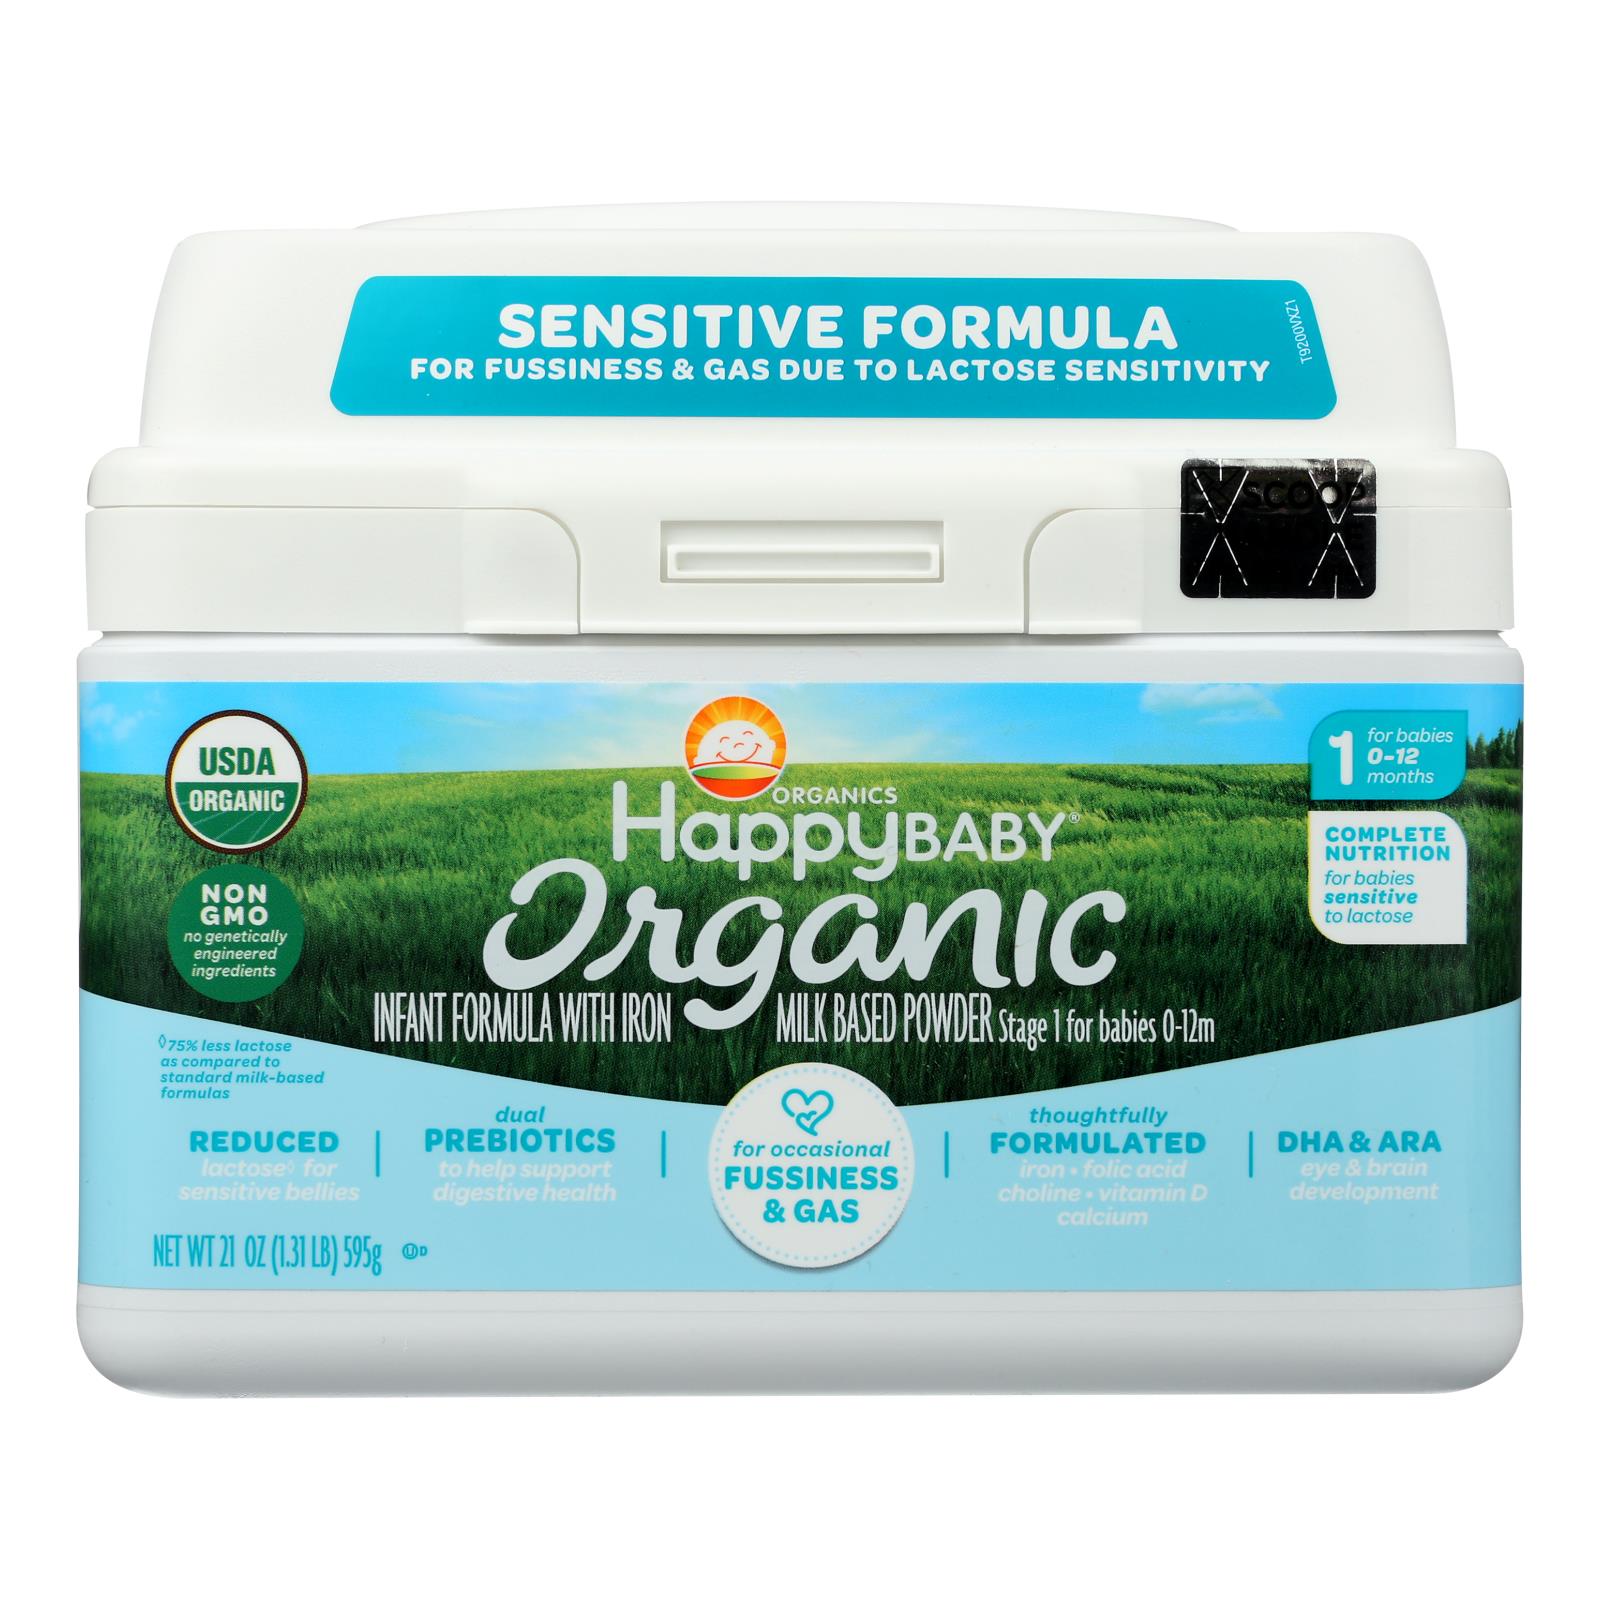 SENSITIVE FORMULA
FOR FUSSINESS & GAS DUE TO LACTOSE SENSITIVITY
T9200VXZ1
SCOOP
USDA
ORGANIC
NON
GMO
no genetically
engineered
ingredients
ORGANICS
HappyBABY®
Organic
INFANT FORMULA WITH IRON
MILK BASED POWDER Stage 1 for babies 0-12m
1
for babies
0-12
months
COMPLETE
NUTRITION
for babies
sensitive
to lactose
◊75% less lactose
as compared to
standard milk-based
formulas
REDUCED
lactose◊ for
sensitive bellies
dual
PREBIOTICS
to help support
digestive health
for occasional
FUSSINESS
& GAS
thoughtfully
FORMULATED
iron • folic acid
choline • vitamin D
calcium
DHA & ARA
eye & brain
development
NET WT 21 OZ (1.31 LB) 595g
U D